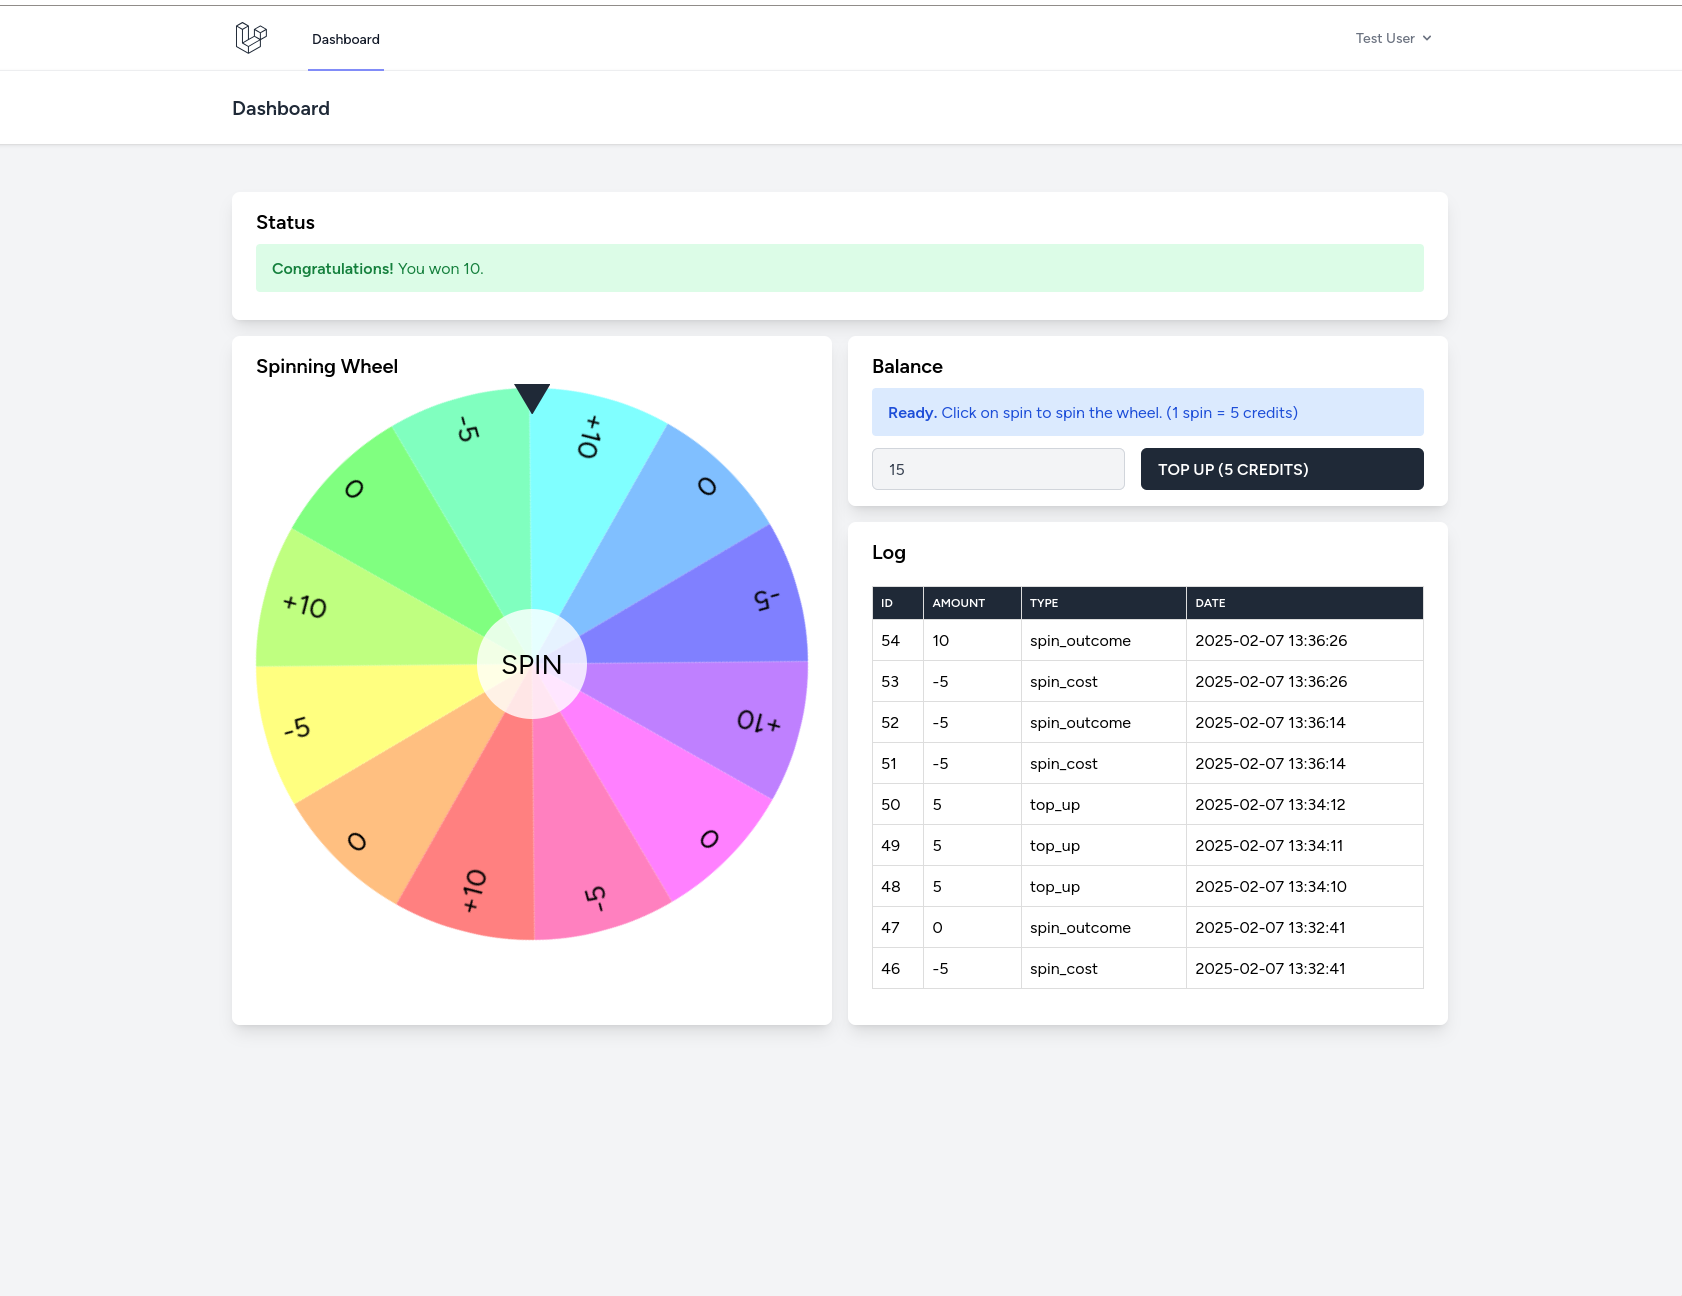 Dashboard
Test User
Dashboard
Status
Congratulations! You won 10.
Spinning Wheel
-5
+10
0
0
+10
-5
-5
+10
0
0
+10
-5
SPIN
Balance
Ready. Click on spin to spin the wheel. (1 spin = 5 credits)
15
TOP UP (5 CREDITS)
Log
ID AMOUNT TYPE DATE
54 10 spin_outcome 2025-02-07 13:36:26
53 -5 spin_cost 2025-02-07 13:36:26
52 -5 spin_outcome 2025-02-07 13:36:14
51 -5 spin_cost 2025-02-07 13:36:14
50 5 top_up 2025-02-07 13:34:12
49 5 top_up 2025-02-07 13:34:11
48 5 top_up 2025-02-07 13:34:10
47 0 spin_outcome 2025-02-07 13:32:41
46 -5 spin_cost 2025-02-07 13:32:41